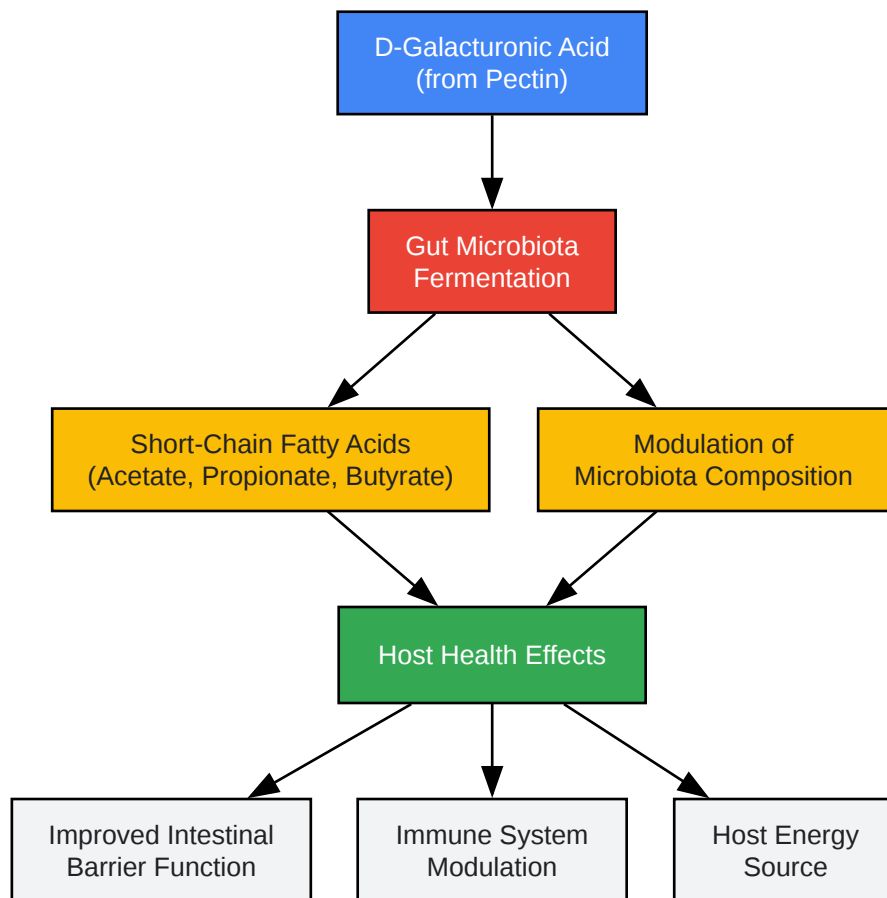 D-Galacturonic Acid
(from Pectin)
Gut Microbiota
Fermentation
Short-Chain Fatty Acids
(Acetate, Propionate, Butyrate)
Modulation of
Microbiota Composition
Host Health Effects
Improved Intestinal
Barrier Function
Immune System
Modulation
Host Energy
Source